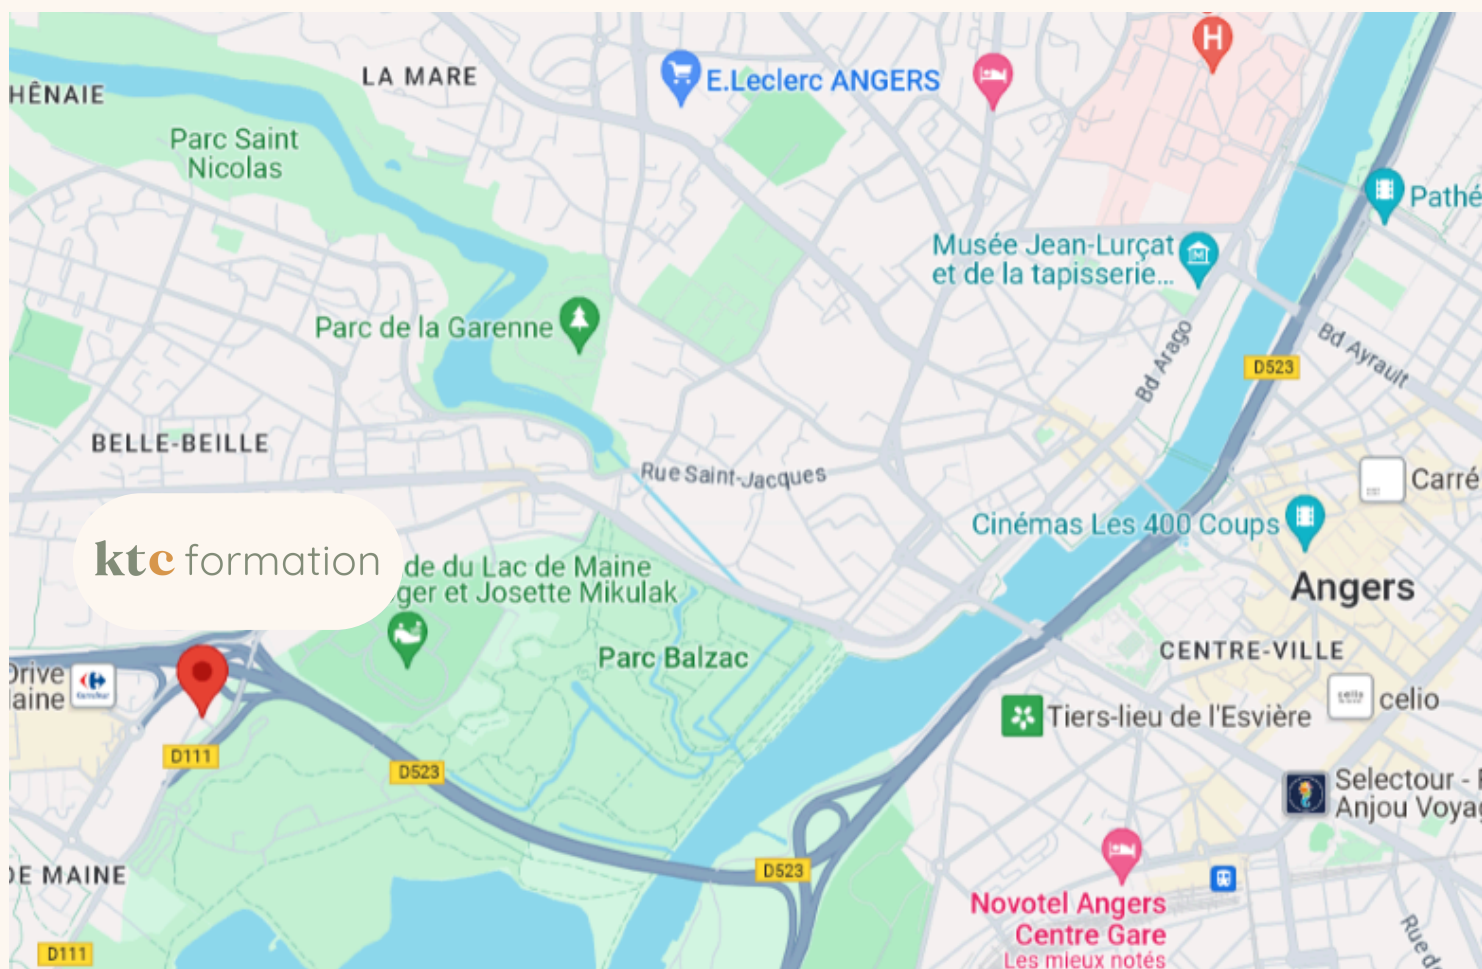 H
LA MARE
E.Leclerc ANGERS
HÊNAIE
Parc Saint
Nicolas
Pathé
Musée Jean-Lurçat
et de la tapisserie...
Parc de la Garenne
Bd Arago
Bd Ayrault
D523
BELLE-BEILLE
Rue Saint-Jacques
Carré
Cinémas Les 400 Coups
ktc formation
de du Lac de Maine
ger et Josette Mikulak
Angers
CENTRE-VILLE
Parc Balzac
Drive
aine
Carrefour
celio
Tiers-lieu de l'Esvière
D111
D523
Selectour -
Anjou Voya
D523
DE MAINE
Novotel Angers
Centre Gare
Les mieux notés
Rue d
D111